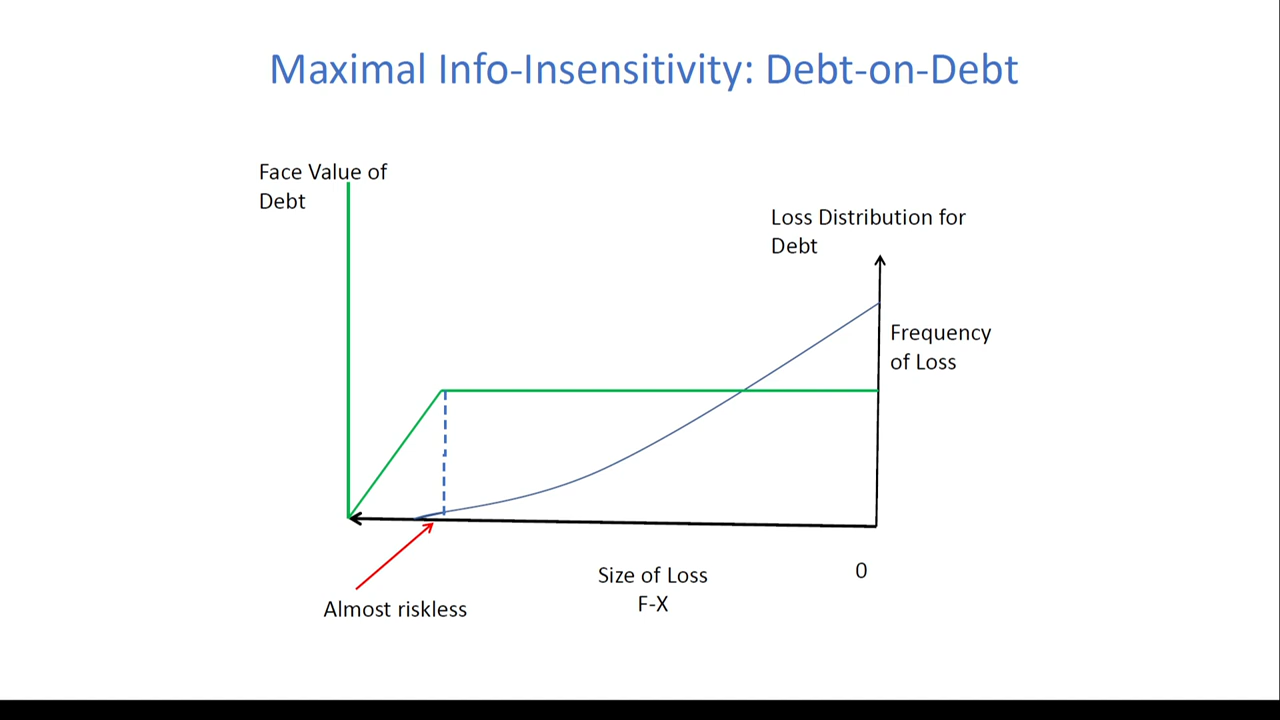 Maximal Info-Insensitivity: Debt-on-Debt
Face Value of
Debt
Loss Distribution for
Debt
Frequency
of Loss
Size of Loss
F-X
0
Almost riskless